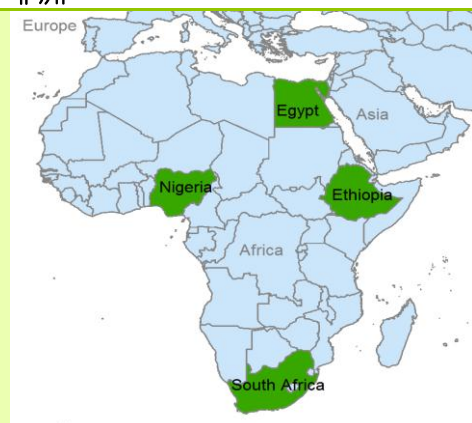 Europe
Egypt
Asia
Nigeria
Ethiopia
Africa
South Africa